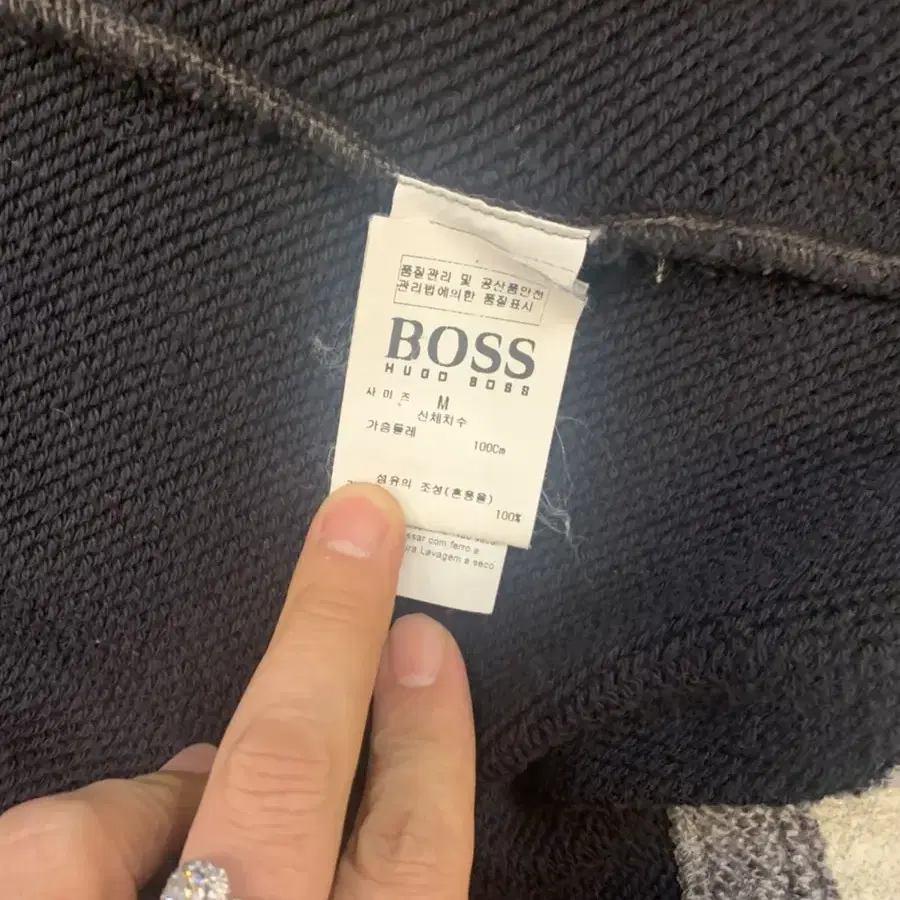 품질관리 및 공산품안전
관리법에의한 품질표시
BOSS
HUGO BOSS
사이즈 M
신체치수
가슴둘레 100Cm
섬유의 조성(혼용율)
100%
ssar com ferro a
ura Lavagem a seco